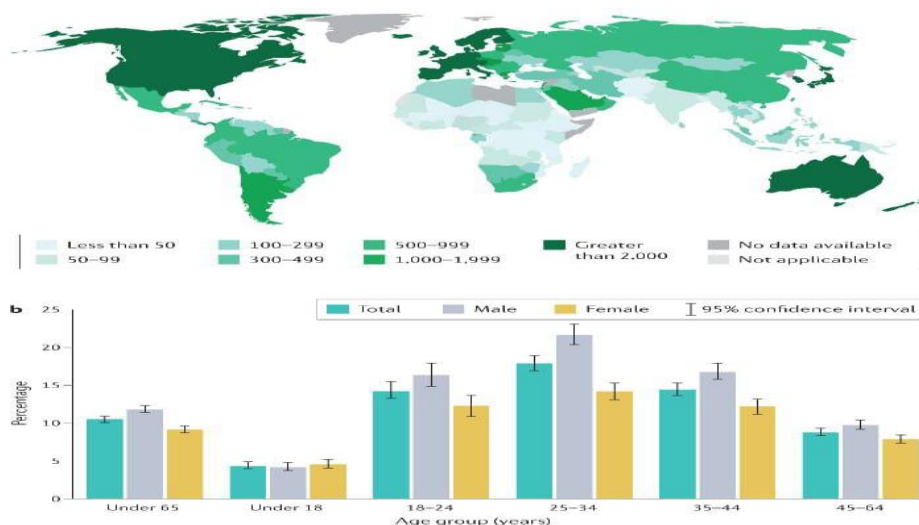 Less than 50
100–299
500–999
Greater than 2,000
No data available
50–99
300–499
1,000–1,999
Not applicable
b
25
Total
Male
Female
95% confidence interval
20
15
10
5
0
Percentage
Under 65
Under 18
18–24
25–34
35–44
45–64
Age group (years)